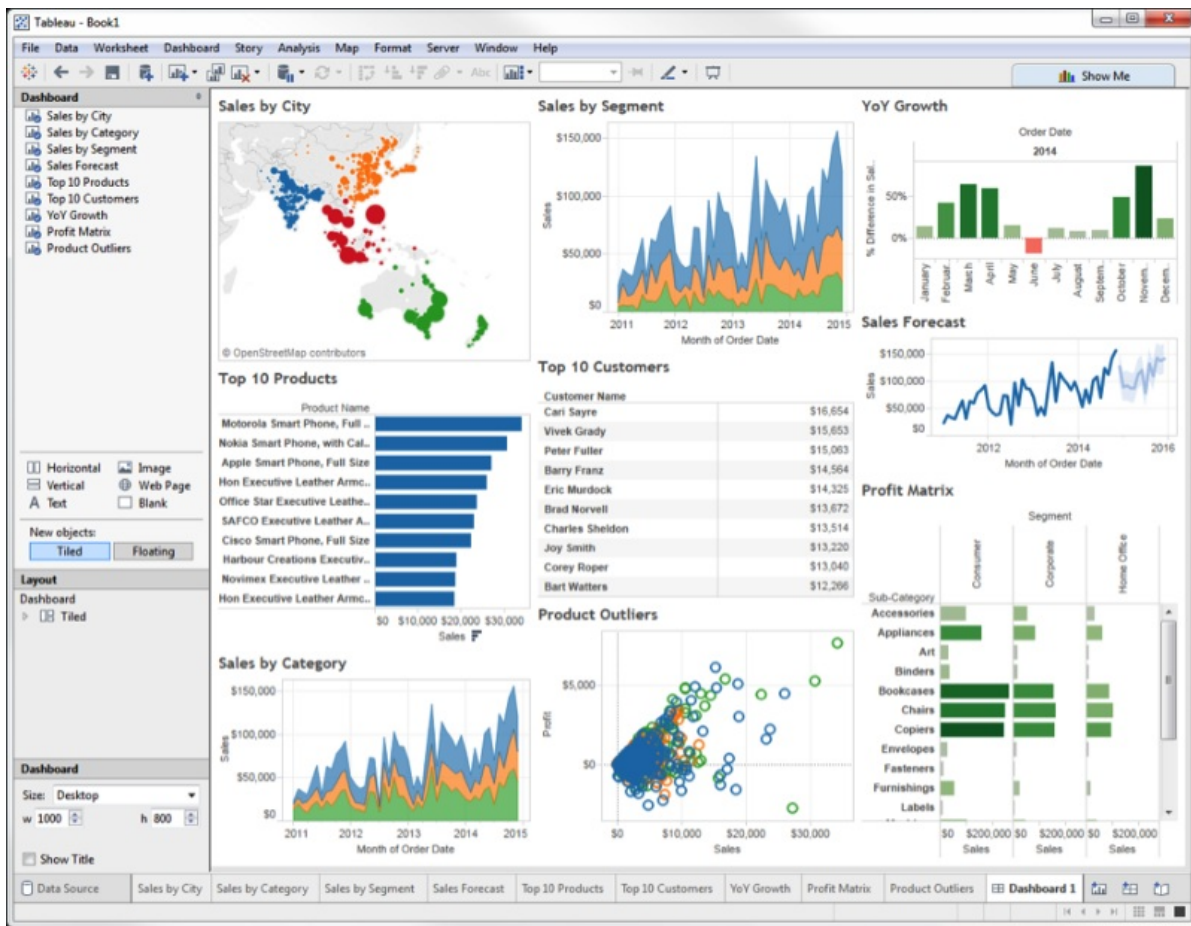 Tableau - Book1
File Data Worksheet Dashboard Story Analysis Map Format Server Window Help
Abc
Show Me
Dashboard
Sales by City
Sales by Category
Sales by Segment
Sales Forecast
Top 10 Products
Top 10 Customers
YoY Growth
Profit Matrix
Product Outliers
Horizontal Image
Vertical Web Page
A Text Blank
New objects:
Tiled Floating
Layout
Dashboard
Tiled
Dashboard
Size: Desktop
w 1000 h 800
Show Title
Sales by City
© OpenStreetMap contributors
Sales by Segment
$150,000
$100,000
$50,000
$0
Sales
2011 2012 2013 2014 2015
Month of Order Date
YoY Growth
Order Date
2014
50%
0%
% Difference in Sal..
January
Februar..
March
April
May
June
July
August
Septem..
October
Novem..
Decem..
Sales Forecast
$150,000
$100,000
$50,000
$0
Sales
2012 2014 2016
Month of Order Date
Top 10 Products
Product Name
Motorola Smart Phone, Full ..
Nokia Smart Phone, with Cal..
Apple Smart Phone, Full Size
Hon Executive Leather Armc..
Office Star Executive Leathe..
SAFCO Executive Leather A..
Cisco Smart Phone, Full Size
Harbour Creations Executiv..
Novimex Executive Leather ..
Hon Executive Leather Armc..
$0 $10,000 $20,000 $30,000
Sales
Top 10 Customers
Customer Name
Cari Sayre $16,654
Vivek Grady $15,653
Peter Fuller $15,063
Barry Franz $14,564
Eric Murdock $14,325
Brad Norvell $13,672
Charles Sheldon $13,514
Joy Smith $13,220
Corey Roper $13,040
Bart Watters $12,266
Profit Matrix
Segment
Consumer
Corporate
Home Office
Sub-Category
Accessories
Appliances
Art
Binders
Bookcases
Chairs
Copiers
Envelopes
Fasteners
Furnishings
Labels
$0 $200,000 $0 $200,000 $0 $200,000
Sales Sales Sales
Sales by Category
$150,000
$100,000
$50,000
$0
Sales
2011 2012 2013 2014 2015
Month of Order Date
Product Outliers
$5,000
$0
Profit
$0 $10,000 $20,000 $30,000
Sales
Data Source Sales by City Sales by Category Sales by Segment Sales Forecast Top 10 Products Top 10 Customers YoY Growth Profit Matrix Product Outliers Dashboard 1